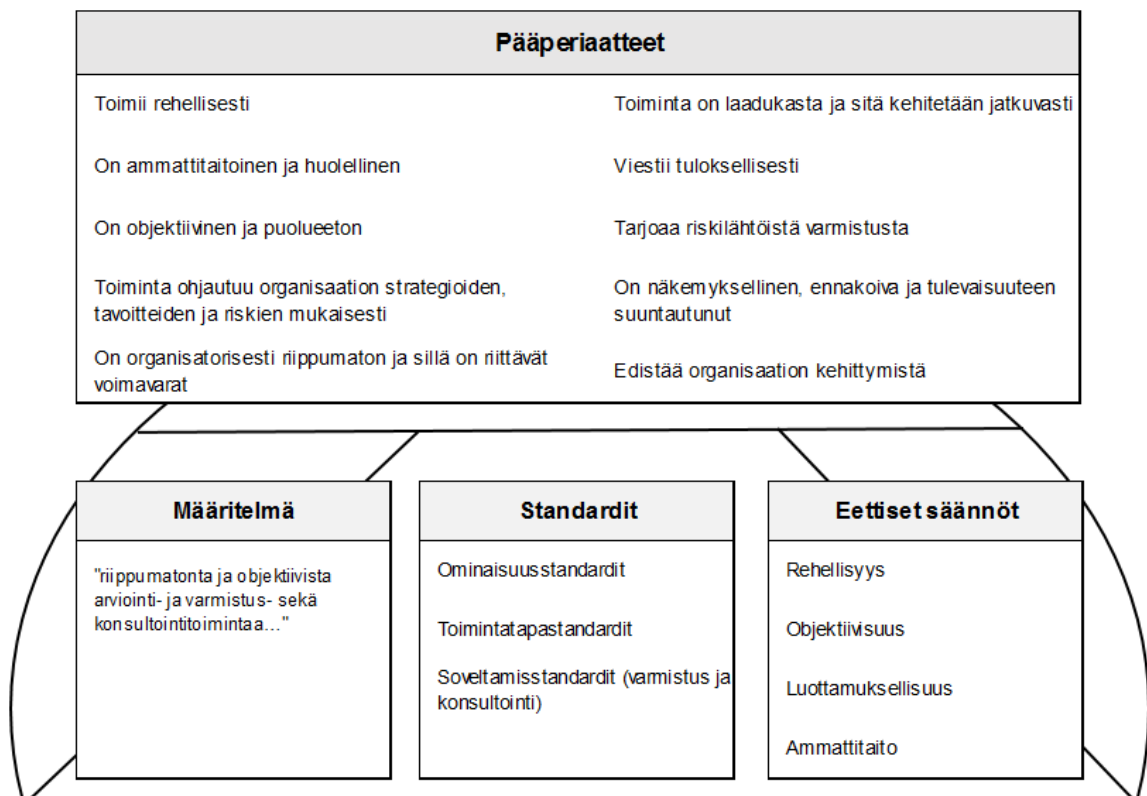 Pääperiaatteet
Toimii rehellisesti
On ammattitaitoinen ja huolellinen
On objektiivinen ja puolueeton
Toiminta ohjautuu organisaation strategioiden,
tavoitteiden ja riskien mukaisesti
On organisatorisesti riippumaton ja sillä on riittävät
voimavarat
Toiminta on laadukasta ja sitä kehitetään jatkuvasti
Viestii tuloksellisesti
Tarjoaa riskilähtöistä varmistusta
On näkemyksellinen, ennakoiva ja tulevaisuuteen
suuntautunut
Edistää organisaation kehittymistä
Määritelmä
"riippumatonta ja objektiivista
arviointi- ja varmistus- sekä
konsultointitoimintaa…"
Standardit
Ominaisuusstandardit
Toimintatapastandardit
Soveltamisstandardit (varmistus ja
konsultointi)
Eettiset säännöt
Rehellisyys
Objektiivisuus
Luottamuksellisuus
Ammattitaito